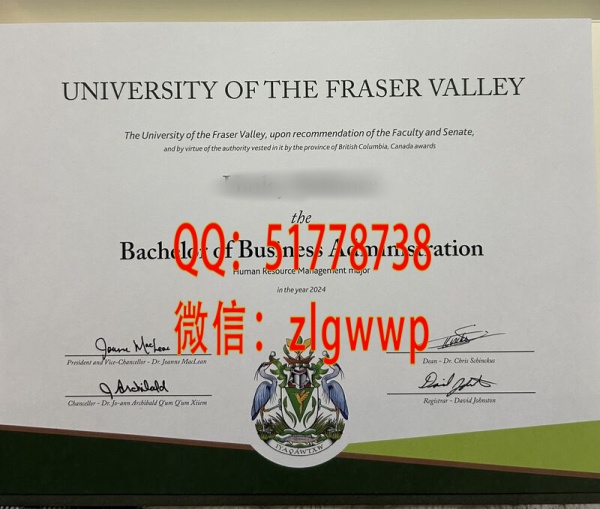 UNIVERSITY OF THE FRASER VALLEY
The University of the Fraser Valley, upon recommendation of the Faculty and Senate,
and by virtue of the authority vested in it by the province of British Columbia, Canada awards
the
QQ：51778738
Bachelor of Business Administration
Human Resource Management major
in the year 2024
微信：zlgwwp
President and Vice-Chancellor - Dr. Joanne MacLean
Dean - Dr. Chris Schinckus
Chancellor - Dr. Jo-ann Archibald Q'um Q'um Xiiem
Registrar - David Johnston
IYAQAWTXW